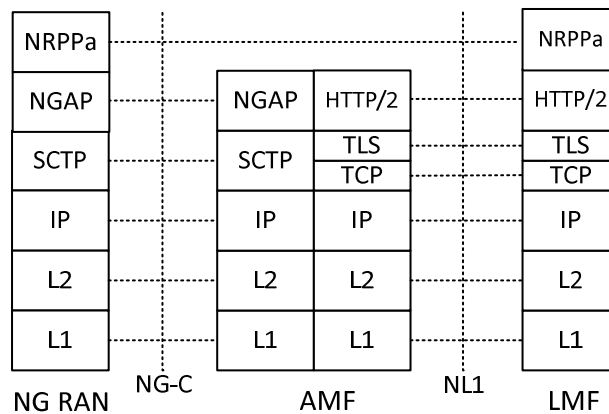 NRPPa NRPPa
NGAP NGAP HTTP/2 HTTP/2
SCTP SCTP TLS TLS
TCP TCP
IP IP IP IP
L2 L2 L2 L2
L1 L1 L1 L1
NG RAN NG-C AMF NL1 LMF